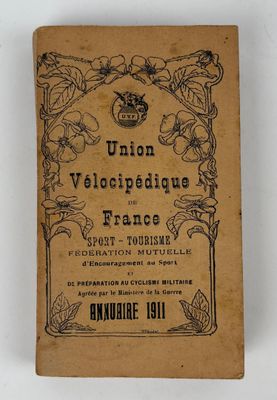 U.V.F.
Union
Vélocipédique
DE
France
SPORT - TOURISME
FÉDÉRATION MUTUELLE
d'Encouragement au Sport
ET
DE PRÉPARATION AU CYCLISME MILITAIRE
Agréée par le Ministère de la Guerre
ANNUAIRE 1911